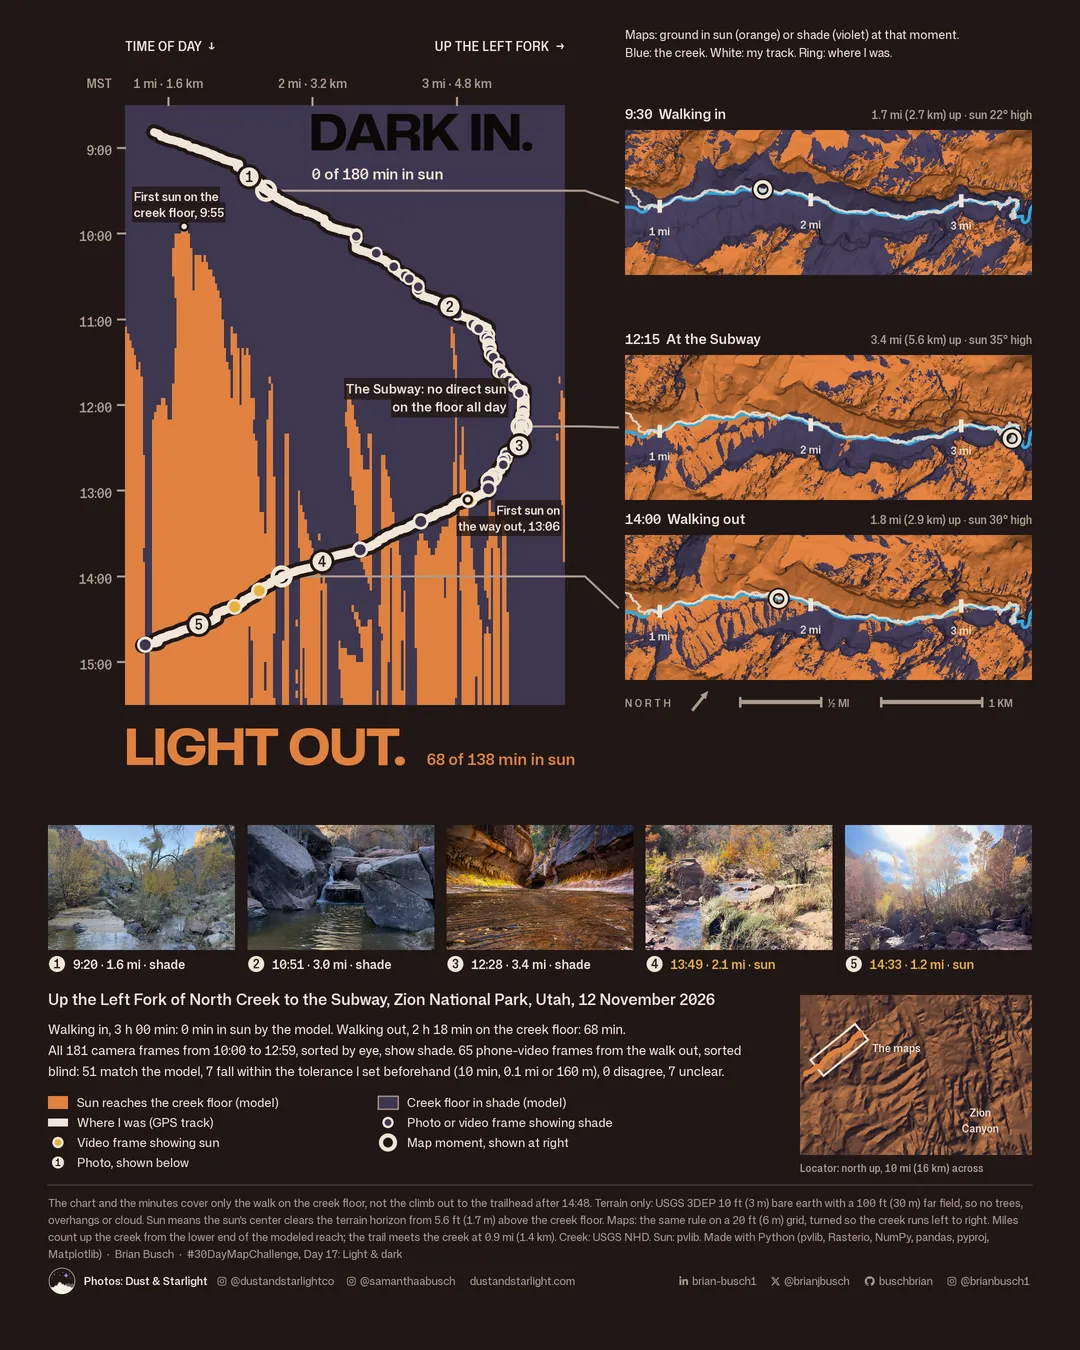 TIME OF DAY ↓
UP THE LEFT FORK →
MST
1 mi · 1.6 km
2 mi · 3.2 km
3 mi · 4.8 km
DARK IN.
0 of 180 min in sun
9:00
10:00
11:00
12:00
13:00
14:00
15:00
1
First sun on the
creek floor, 9:55
2
The Subway: no direct sun
on the floor all day
3
First sun on
the way out, 13:06
4
5
LIGHT OUT.
68 of 138 min in sun
Maps: ground in sun (orange) or shade (violet) at that moment.
Blue: the creek. White: my track. Ring: where I was.
9:30 Walking in
1.7 mi (2.7 km) up · sun 22° high
1 mi
2 mi
3 mi
12:15 At the Subway
3.4 mi (5.6 km) up · sun 35° high
1 mi
2 mi
3 mi
14:00 Walking out
1.8 mi (2.9 km) up · sun 30° high
1 mi
2 mi
3 mi
NORTH
½ MI
1 KM
1 9:20 · 1.6 mi · shade
2 10:51 · 3.0 mi · shade
3 12:28 · 3.4 mi · shade
4 13:49 · 2.1 mi · sun
5 14:33 · 1.2 mi · sun
Up the Left Fork of North Creek to the Subway, Zion National Park, Utah, 12 November 2026
Walking in, 3 h 00 min: 0 min in sun by the model. Walking out, 2 h 18 min on the creek floor: 68 min.
All 181 camera frames from 10:00 to 12:59, sorted by eye, show shade. 65 phone-video frames from the walk out, sorted
blind: 51 match the model, 7 fall within the tolerance I set beforehand (10 min, 0.1 mi or 160 m), 0 disagree, 7 unclear.
Sun reaches the creek floor (model)
Creek floor in shade (model)
Where I was (GPS track)
Photo or video frame showing shade
Video frame showing sun
Map moment, shown at right
1 Photo, shown below
The maps
Zion
Canyon
Locator: north up, 10 mi (16 km) across
The chart and the minutes cover only the walk on the creek floor, not the climb out to the trailhead after 14:48. Terrain only: USGS 3DEP 10 ft (3 m) bare earth with a 100 ft (30 m) far field, so no trees,
overhangs or cloud. Sun means the sun's center clears the terrain horizon from 5.6 ft (1.7 m) above the creek floor. Maps: the same rule on a 20 ft (6 m) grid, turned so the creek runs left to right. Miles
count up the creek from the lower end of the modeled reach; the trail meets the creek at 0.9 mi (1.4 km). Creek: USGS NHD. Sun: pvlib. Made with Python (pvlib, Rasterio, NumPy, pandas, pyproj,
Matplotlib) · Brian Busch · #30DayMapChallenge, Day 17: Light & dark
Photos: Dust & Starlight
@dustandstarlightco
@samanthaabusch
dustandstarlight.com
brian-busch1
@brianjbusch
buschbrian
@brianbusch1